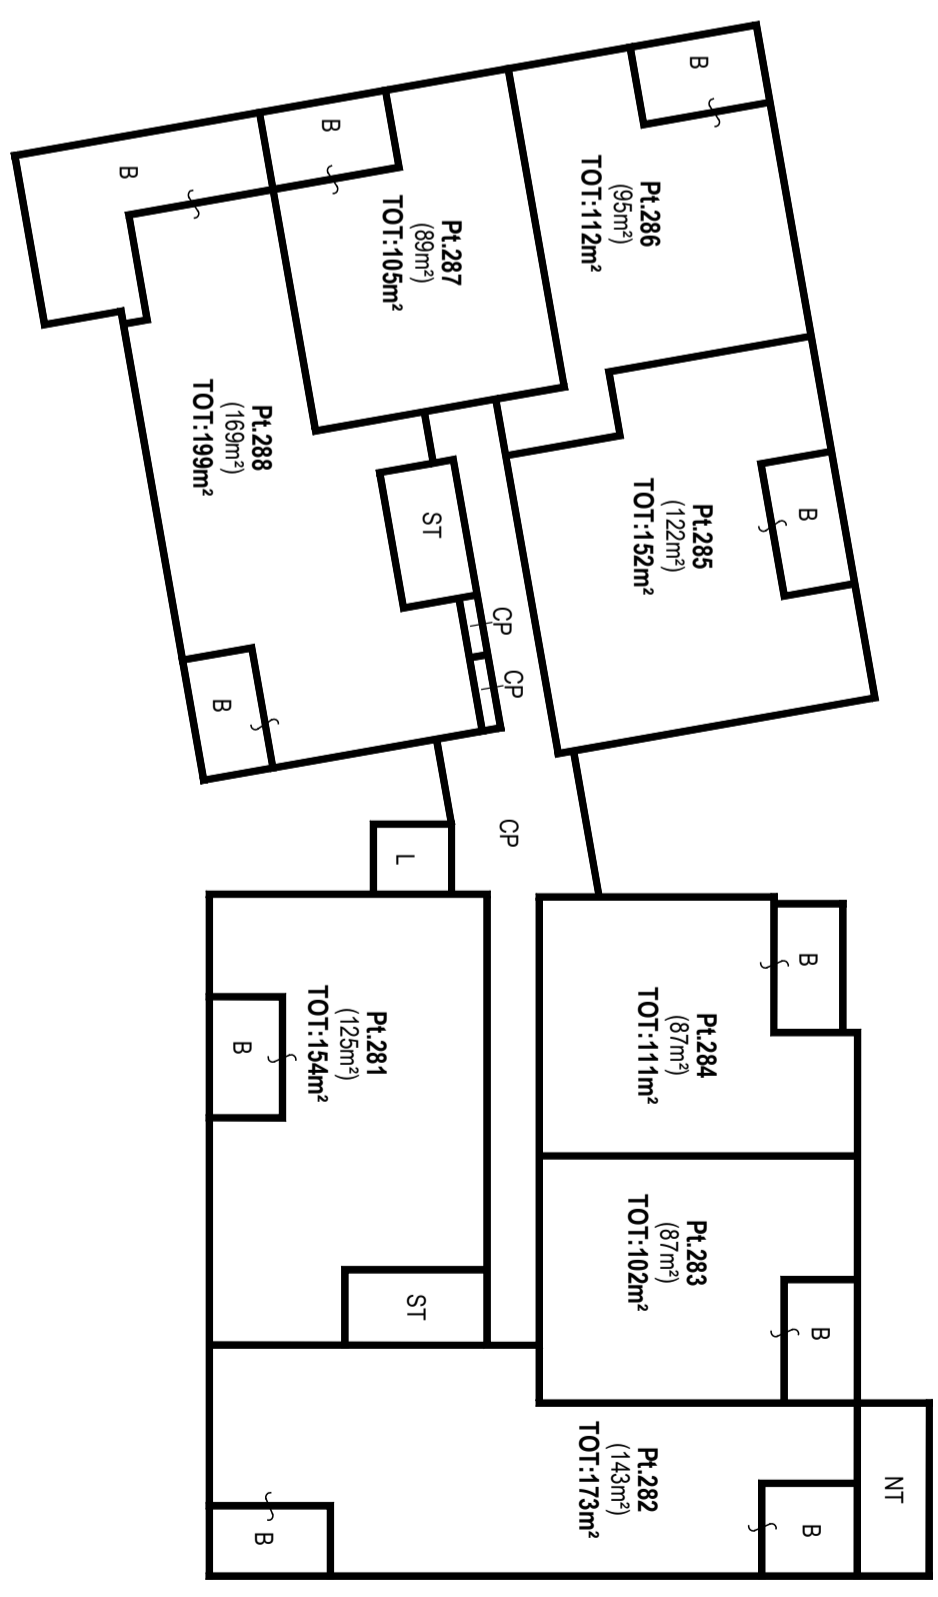 B
B
B
Pt.286
(95m²)
TOT:112m²
Pt.287
(89m²)
TOT:105m²
Pt.288
(169m²)
TOT:199m²
ST
Pt.285
(122m²)
TOT:152m²
B
CP
CP
B
CP
L
B
Pt.284
(87m²)
TOT:111m²
Pt.281
(125m²)
TOT:154m²
B
Pt.283
(87m²)
TOT:102m²
ST
B
Pt.282
(143m²)
TOT:173m²
NT
B
B